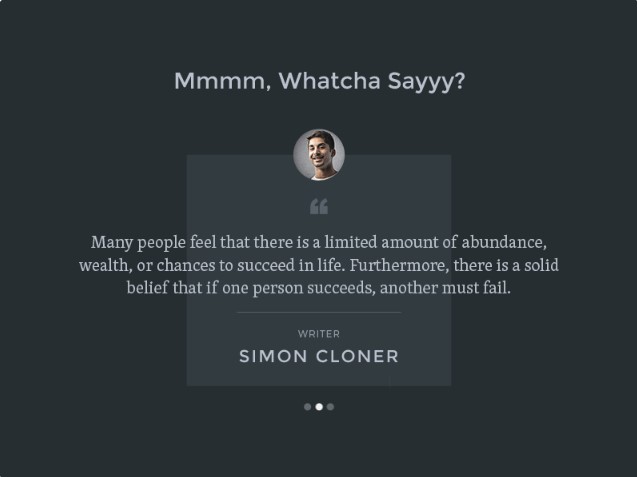 Mmmm, Whatcha Sayyy?
Many people feel that there is a limited amount of abundance,
wealth, or chances to succeed in life. Furthermore, there is a solid
belief that if one person succeeds, another must fail.
WRITER
SIMON CLONER